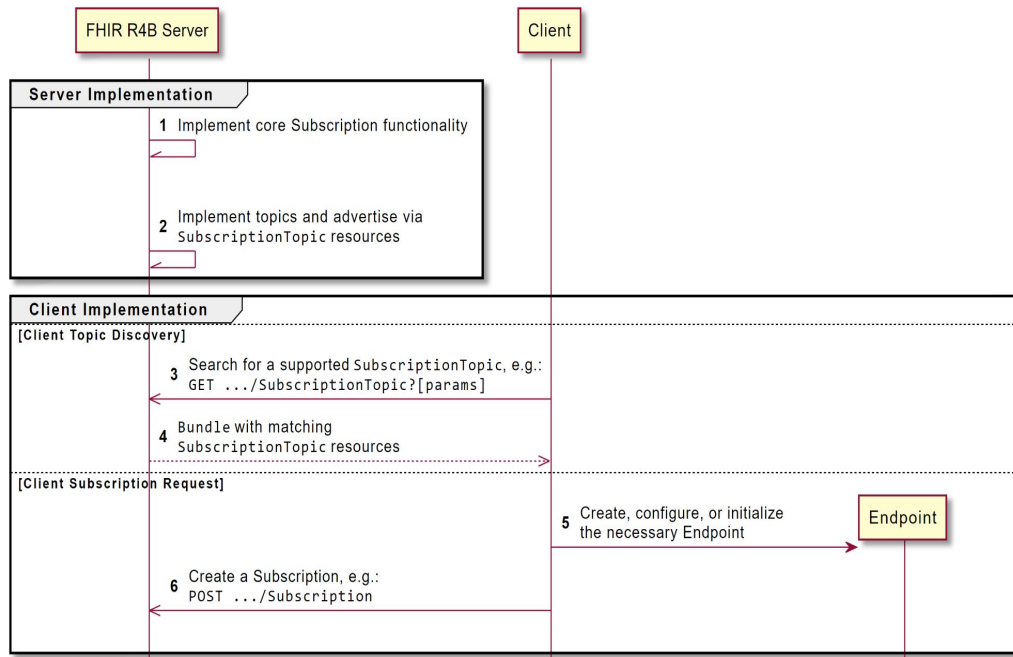 FHIR R4B Server
Client
Server Implementation
1 Implement core Subscription functionality
2 Implement topics and advertise via
SubscriptionTopic resources
Client Implementation
[Client Topic Discovery]
3 Search for a supported SubscriptionTopic, e.g.:
GET .../SubscriptionTopic?[params]
4 Bundle with matching
SubscriptionTopic resources
[Client Subscription Request]
5 Create, configure, or initialize
the necessary Endpoint
Endpoint
6 Create a Subscription, e.g.:
POST .../Subscription